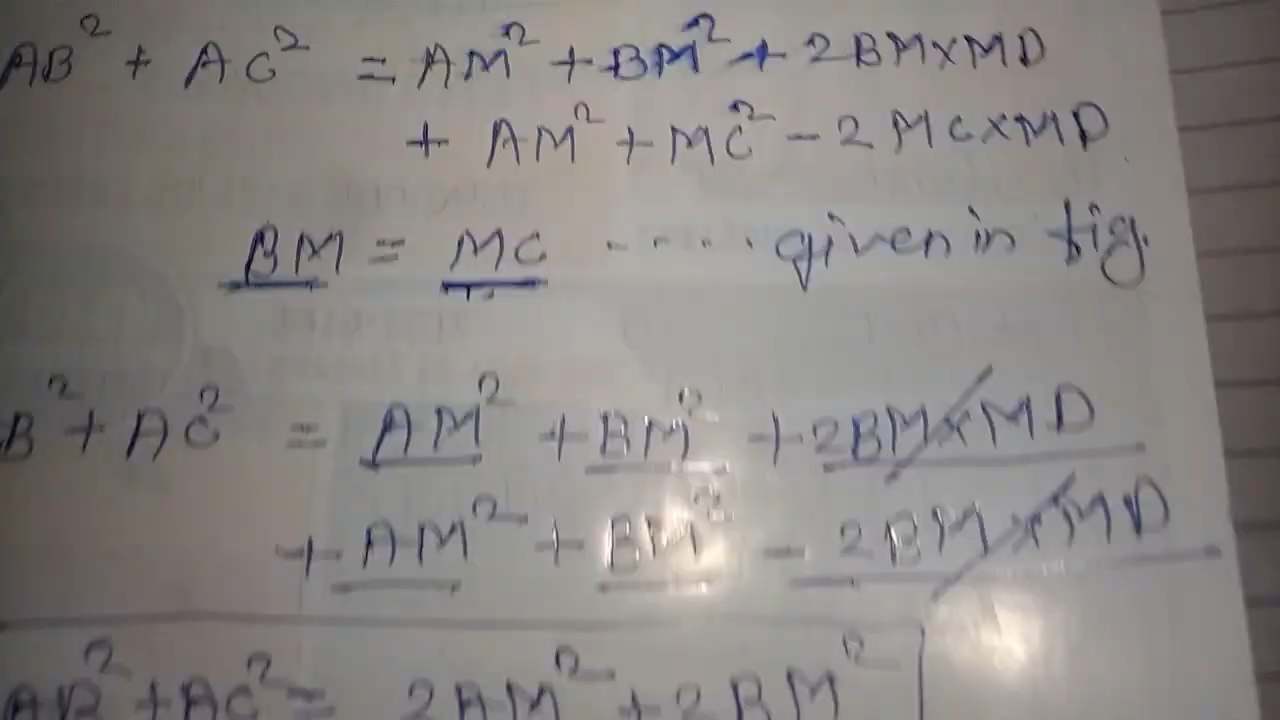 AB² + AC² = AM² + BM² + 2BM×MD
+ AM² + MC² - 2MC×MD
BM = MC ..... given in fig.
B² + AC² = AM² + BM² + 2BM×MD
+ AM² + BM² - 2BM×MD
AB² + AC² = 2AM² + 2BM²